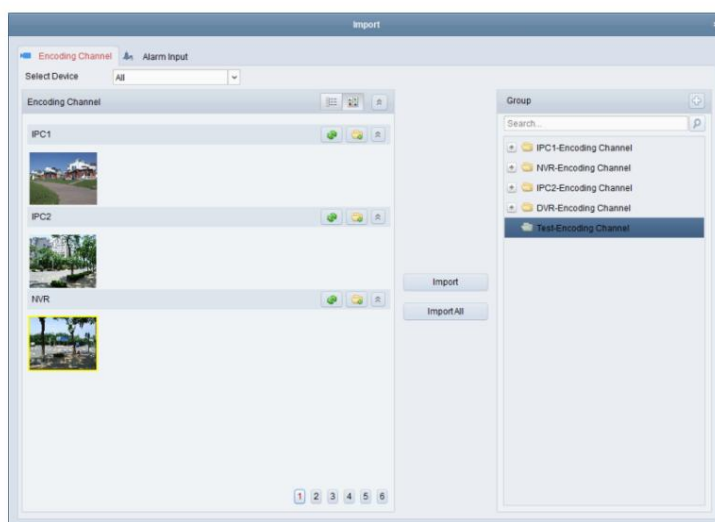 Import
Encoding Channel
Alarm Input
Select Device
All
Encoding Channel
IPC1
IPC2
NVR
1 2 3 4 5 6
Import
Import All
Group
Search...
IPC1-Encoding Channel
NVR-Encoding Channel
IPC2-Encoding Channel
DVR-Encoding Channel
Test-Encoding Channel